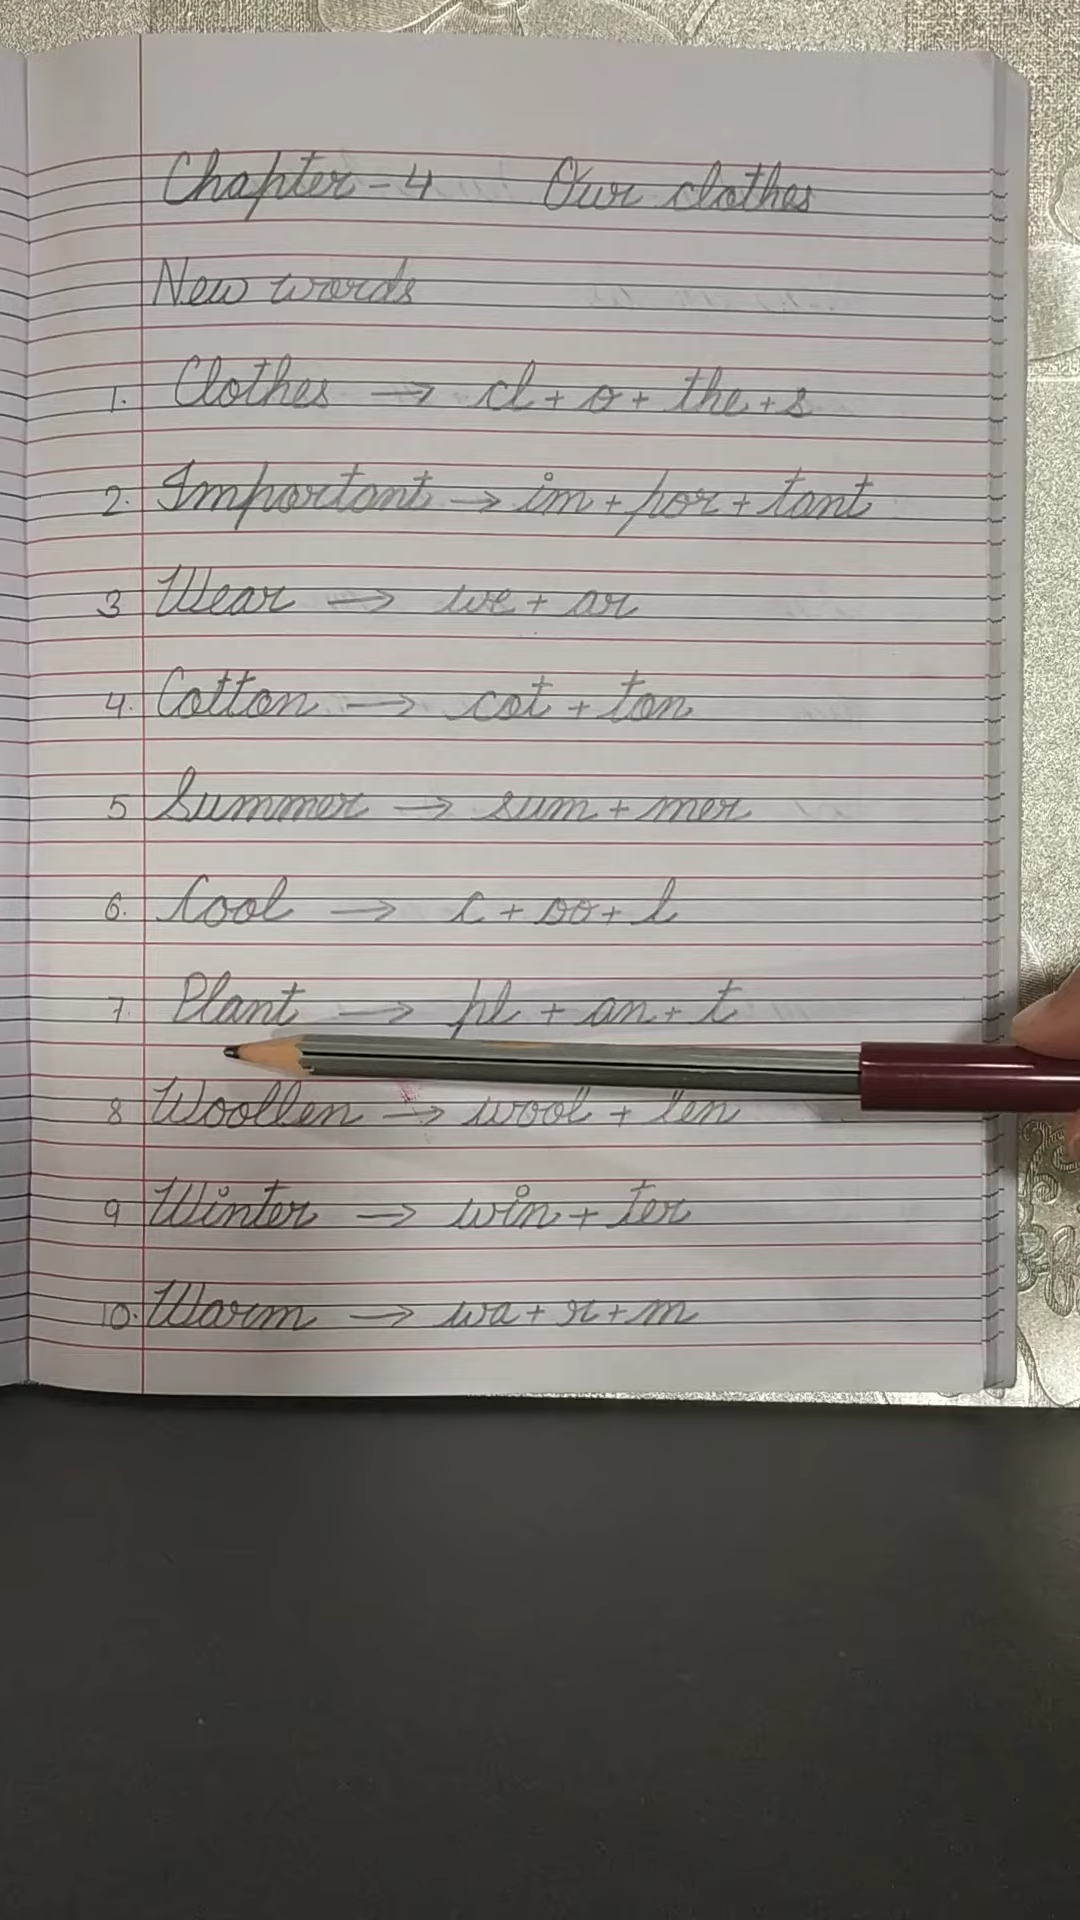 Chapter - 4 Our clothes
New words
1. Clothes → cl + o + the + s
2. Important → im + por + tant
3 Wear → we + ar
4. Cotton → cot + ton
5 Summer → sum + mer
6. Cool → c + oo + l
7. Plant → pl + an + t
8 Woollen → wool + len
9 Winter → win + ter
10. Warm → wa + r + m